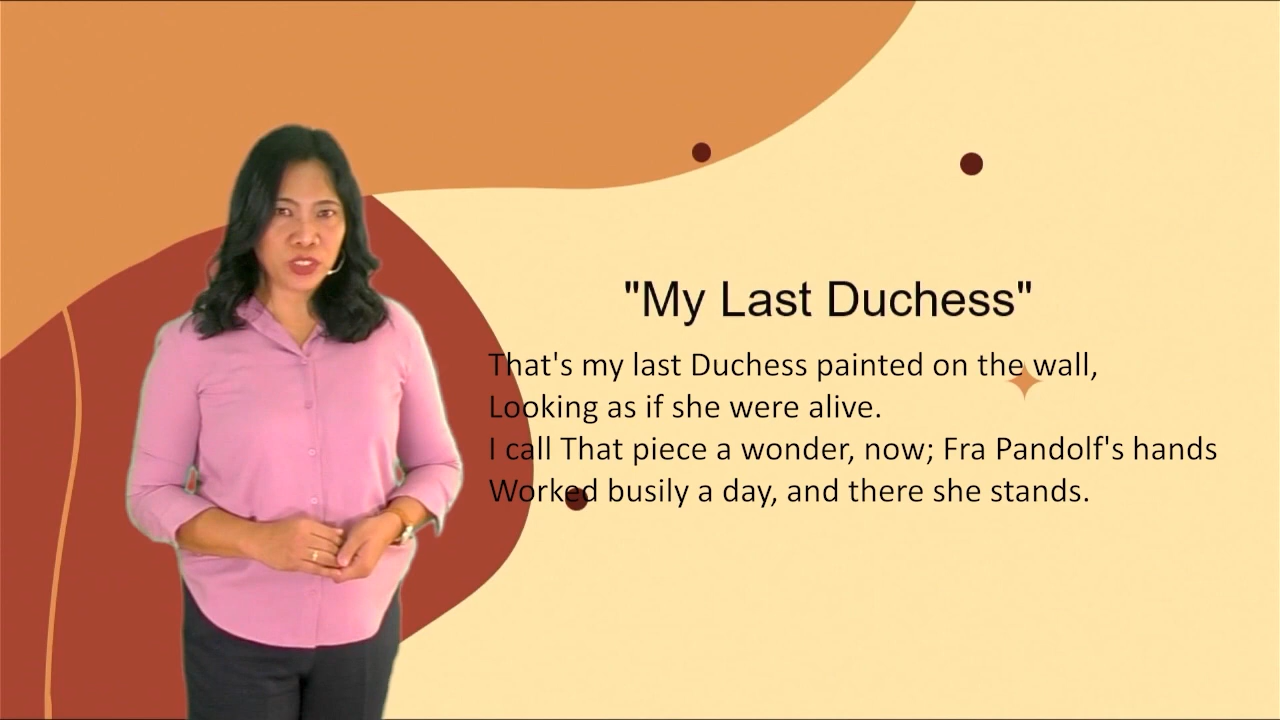 "My Last Duchess"
That's my last Duchess painted on the wall,
Looking as if she were alive.
I call That piece a wonder, now; Fra Pandolf's hands
Worked busily a day, and there she stands.